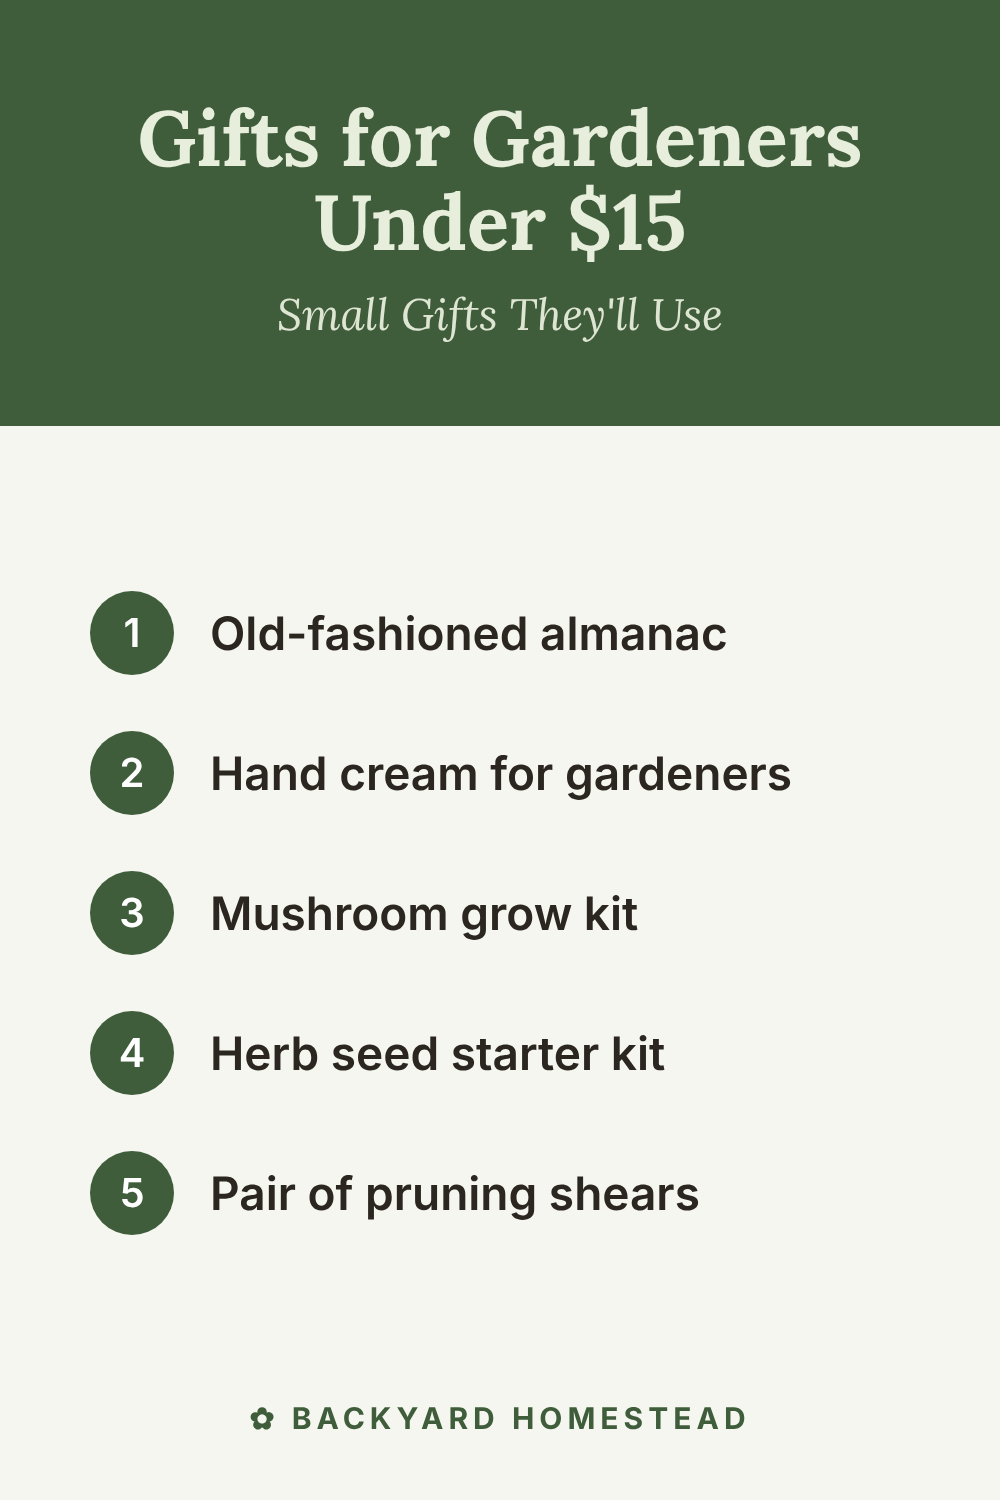 Gifts for Gardeners
Under $15
Small Gifts They'll Use
1 Old-fashioned almanac
2 Hand cream for gardeners
3 Mushroom grow kit
4 Herb seed starter kit
5 Pair of pruning shears
✿ BACKYARD HOMESTEAD